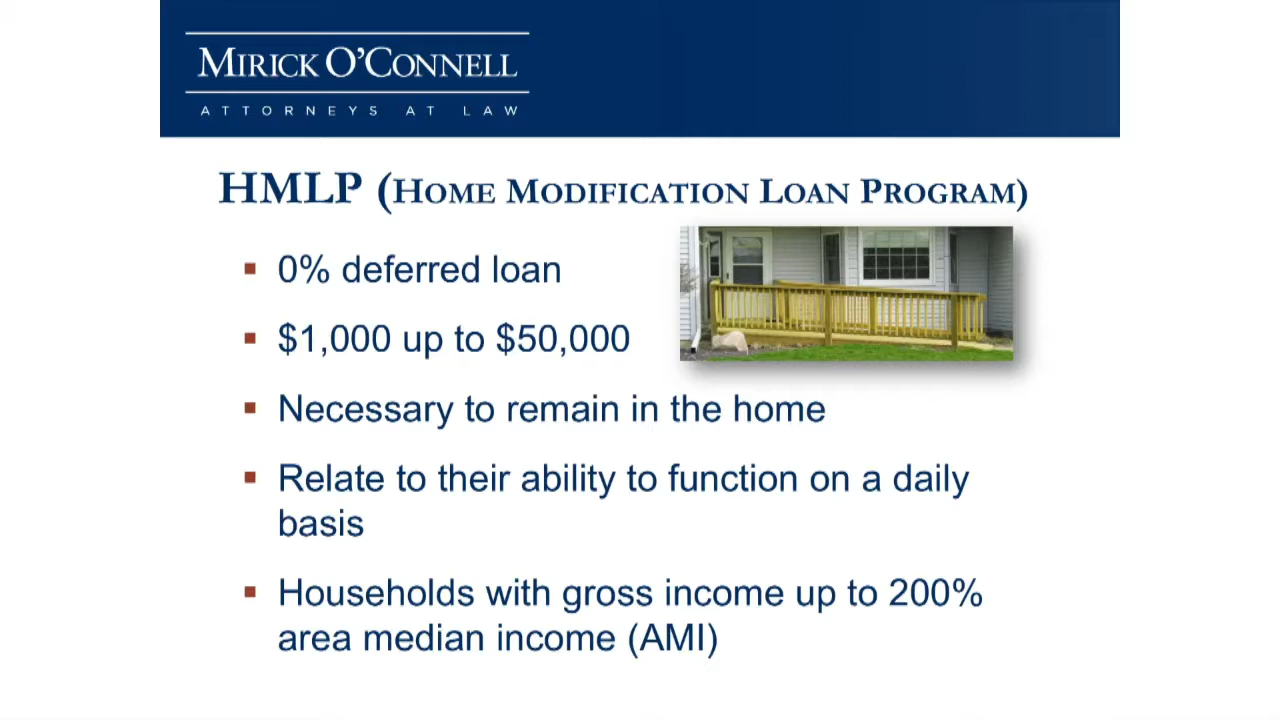 MIRICK O'CONNELL
ATTORNEYS AT LAW
HMLP (HOME MODIFICATION LOAN PROGRAM)
▪ 0% deferred loan
▪ $1,000 up to $50,000
▪ Necessary to remain in the home
▪ Relate to their ability to function on a daily
basis
▪ Households with gross income up to 200%
area median income (AMI)